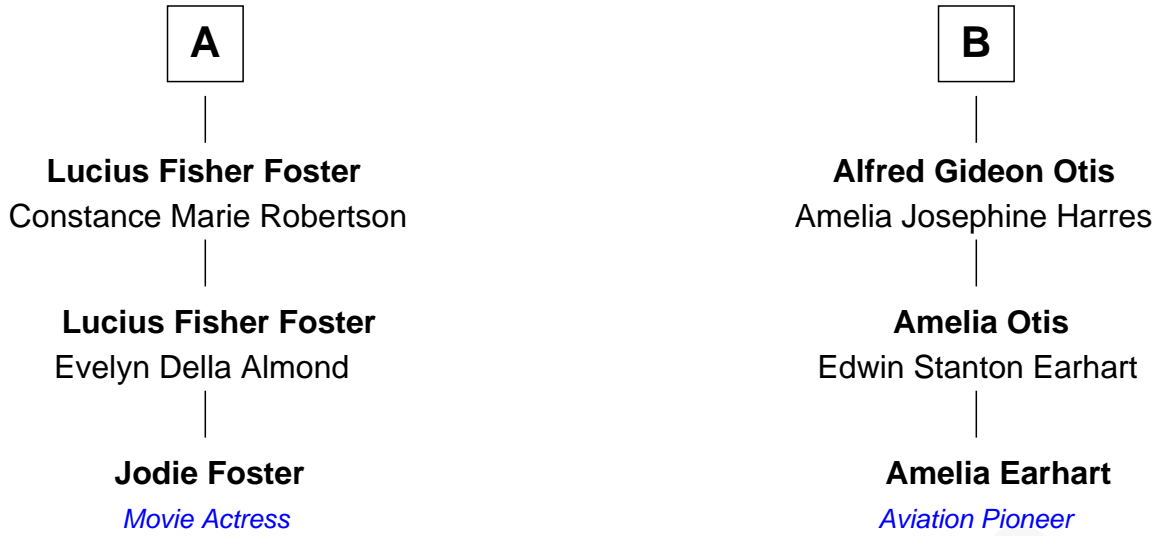 A
Lucius Fisher Foster
Constance Marie Robertson
Lucius Fisher Foster
Evelyn Della Almond
Jodie Foster
Movie Actress
B
Alfred Gideon Otis
Amelia Josephine Harres
Amelia Otis
Edwin Stanton Earhart
Amelia Earhart
Aviation Pioneer